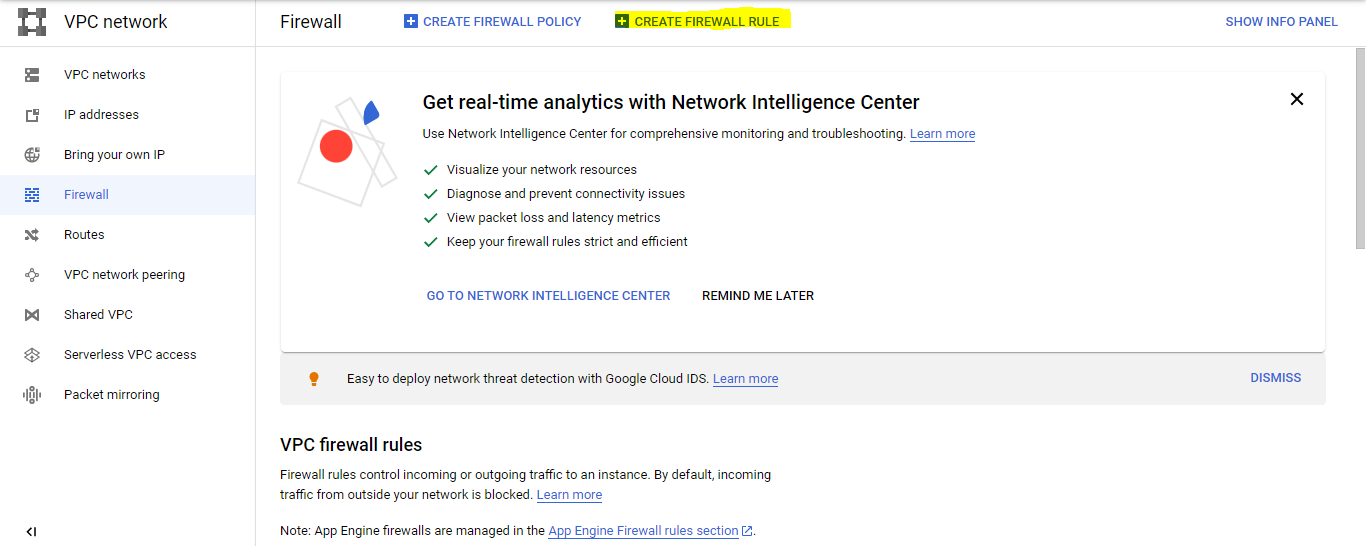 VPC network
Firewall
CREATE FIREWALL POLICY
CREATE FIREWALL RULE
SHOW INFO PANEL
VPC networks
IP addresses
Bring your own IP
Firewall
Routes
VPC network peering
Shared VPC
Serverless VPC access
Packet mirroring
Get real-time analytics with Network Intelligence Center
Use Network Intelligence Center for comprehensive monitoring and troubleshooting. Learn more
Visualize your network resources
Diagnose and prevent connectivity issues
View packet loss and latency metrics
Keep your firewall rules strict and efficient
GO TO NETWORK INTELLIGENCE CENTER
REMIND ME LATER
Easy to deploy network threat detection with Google Cloud IDS. Learn more
DISMISS
VPC firewall rules
Firewall rules control incoming or outgoing traffic to an instance. By default, incoming
traffic from outside your network is blocked. Learn more
Note: App Engine firewalls are managed in the App Engine Firewall rules section.